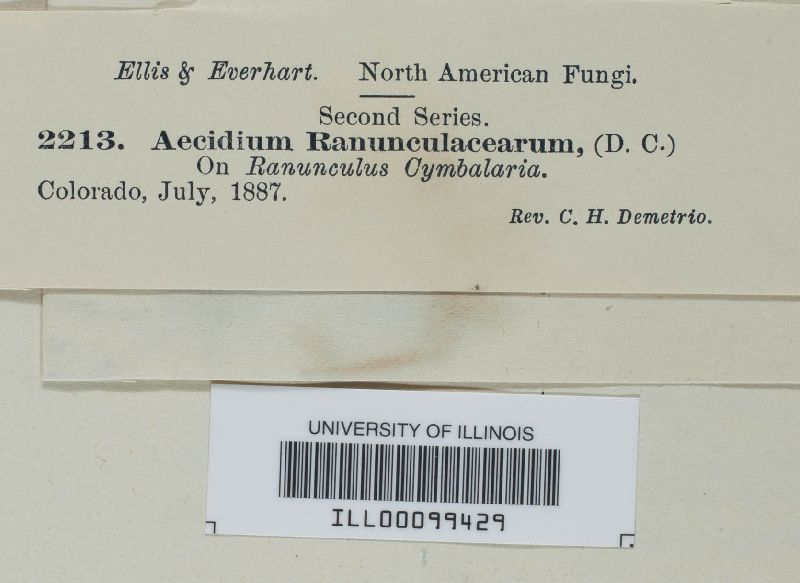 Ellis & Everhart. North American Fungi.
Second Series.
2213. Aecidium Ranunculacearum, (D. C.)
On Ranunculus Cymbalaria.
Colorado, July, 1887.
Rev. C. H. Demetrio.
UNIVERSITY OF ILLINOIS
ILL00099429